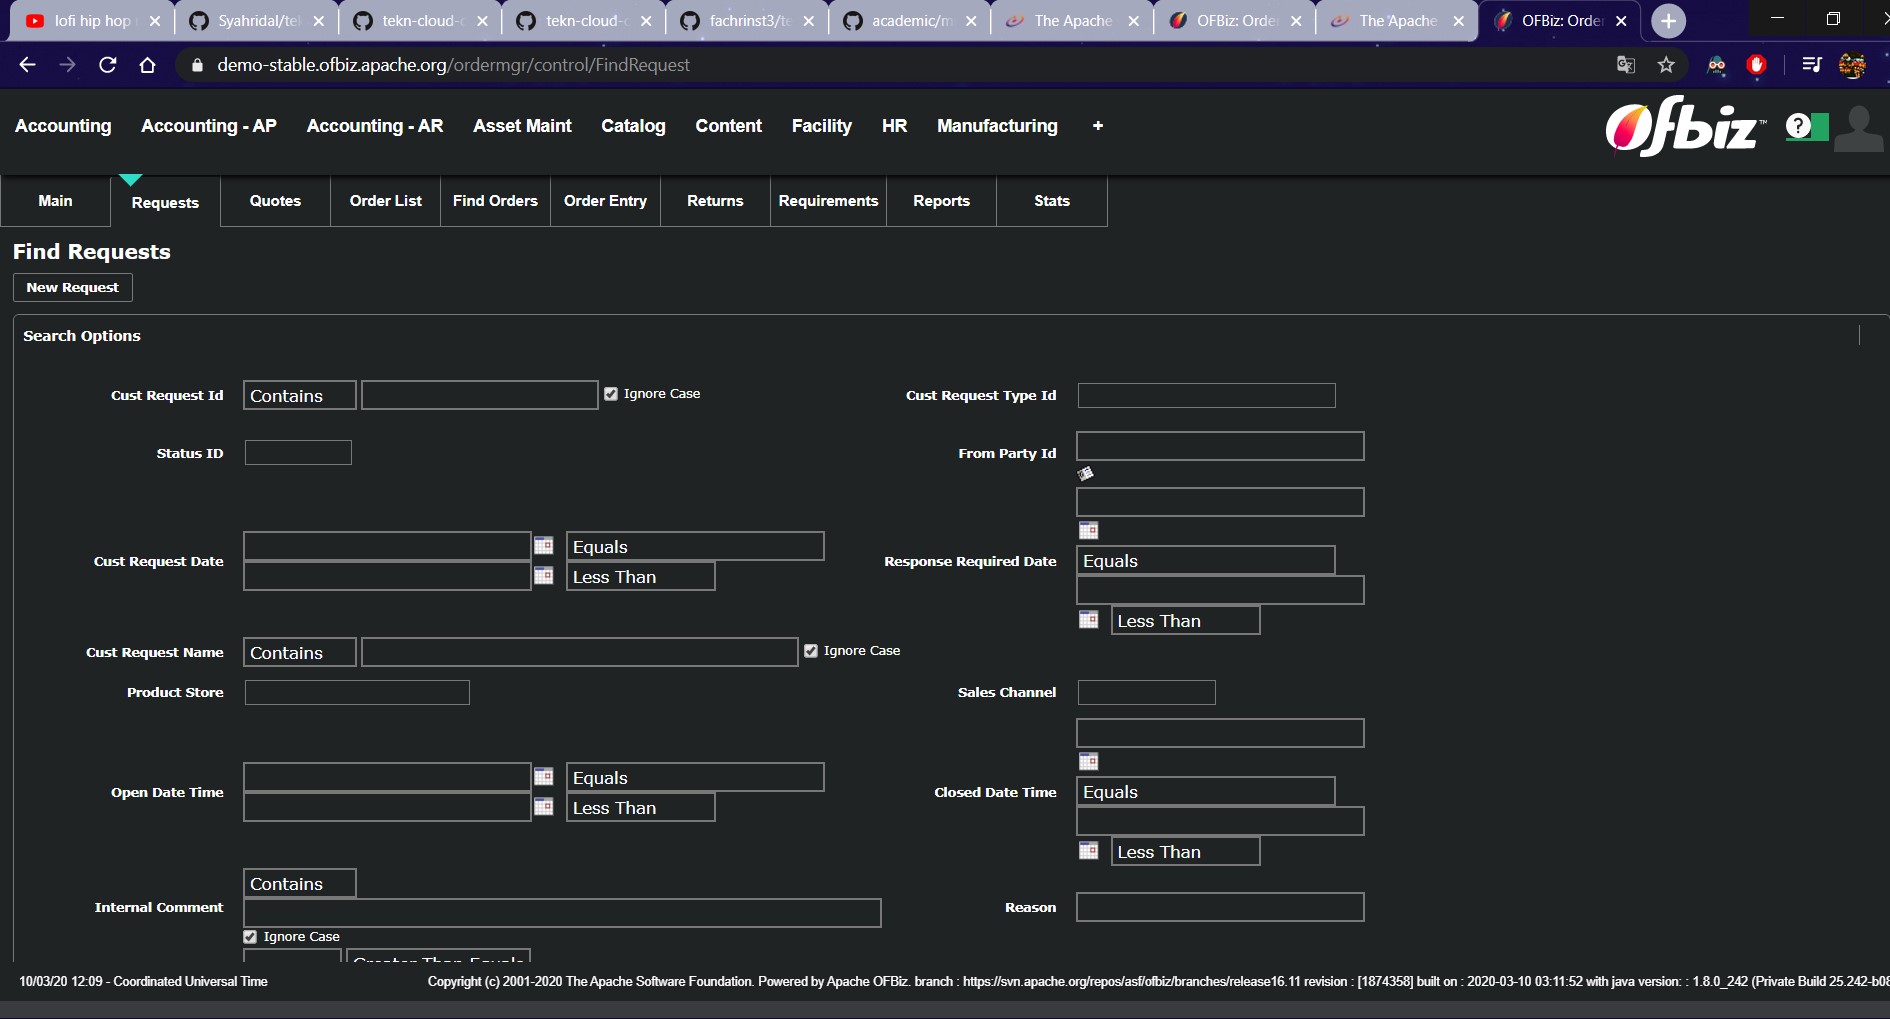 lofi hip hop
Syahridal/tek
tekn-cloud-c
tekn-cloud-c
fachrinst3/te
academic/m
The Apache
OFBiz: Order
The Apache
OFBiz: Order
demo-stable.ofbiz.apache.org/ordermgr/control/FindRequest
Accounting Accounting - AP Accounting - AR Asset Maint Catalog Content Facility HR Manufacturing +
Ofbiz™
?
Main Requests Quotes Order List Find Orders Order Entry Returns Requirements Reports Stats
Find Requests
New Request
Search Options
Cust Request Id Contains Ignore Case Cust Request Type Id
Status ID From Party Id
Cust Request Date Equals
Less Than
Response Required Date Equals
Less Than
Cust Request Name Contains Ignore Case
Product Store Sales Channel
Open Date Time Equals
Less Than
Closed Date Time Equals
Less Than
Contains
Internal Comment Reason
Ignore Case
Greater Than Equals
10/03/20 12:09 - Coordinated Universal Time Copyright (c) 2001-2020 The Apache Software Foundation. Powered by Apache OFBiz. branch : https://svn.apache.org/repos/asf/ofbiz/branches/release16.11 revision : [1874358] built on : 2020-03-10 03:11:52 with java version: : 1.8.0_242 (Private Build 25.242-b08